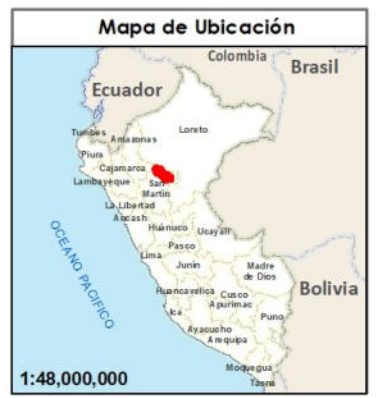 Mapa de Ubicación
Colombia
Brasil
Ecuador
Loreto
Tumbes
Amazonas
Piura
Cajamarca
Lambayeque
San
Martin
La Libertad
Ancash
Huánuco
Ucayali
Pasco
Lima
Junín
Madre
de Dios
Huancavelica
Cusco
Apurimac
Bolivia
Ica
Puno
Ayacucho
Arequipa
OCEANO PACIFICO
Moquegua
Tacna
1:48,000,000